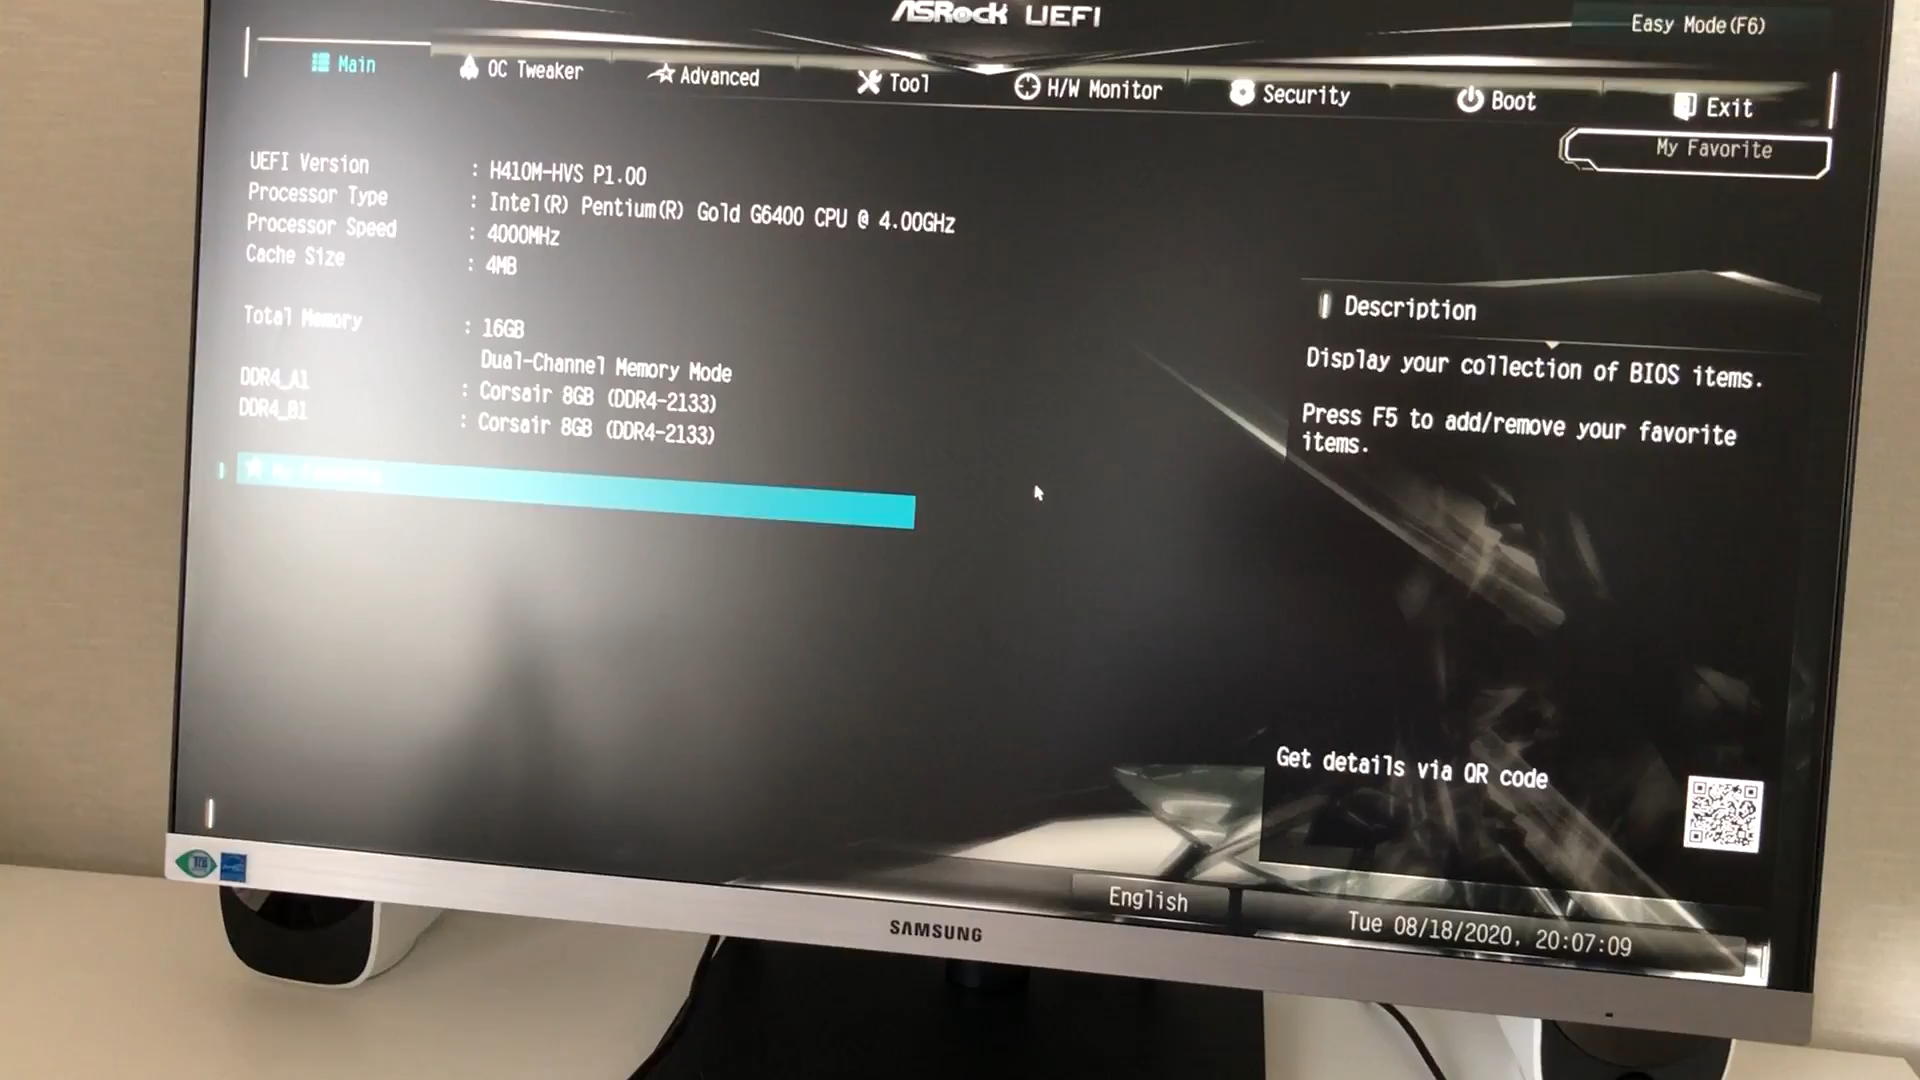 ASRock UEFI
Easy Mode(F6)
Main
OC Tweaker
Advanced
Tool
H/W Monitor
Security
Boot
Exit
My Favorite
UEFI Version : H410M-HVS P1.00
Processor Type : Intel(R) Pentium(R) Gold G6400 CPU @ 4.00GHz
Processor Speed : 4000MHz
Cache Size : 4MB
Total Memory : 16GB
Dual-Channel Memory Mode
DDR4_A1 : Corsair 8GB (DDR4-2133)
DDR4_B1 : Corsair 8GB (DDR4-2133)
My Favorite
Description
Display your collection of BIOS items.
Press F5 to add/remove your favorite
items.
Get details via QR code
English
Tue 08/18/2020, 20:07:09
SAMSUNG